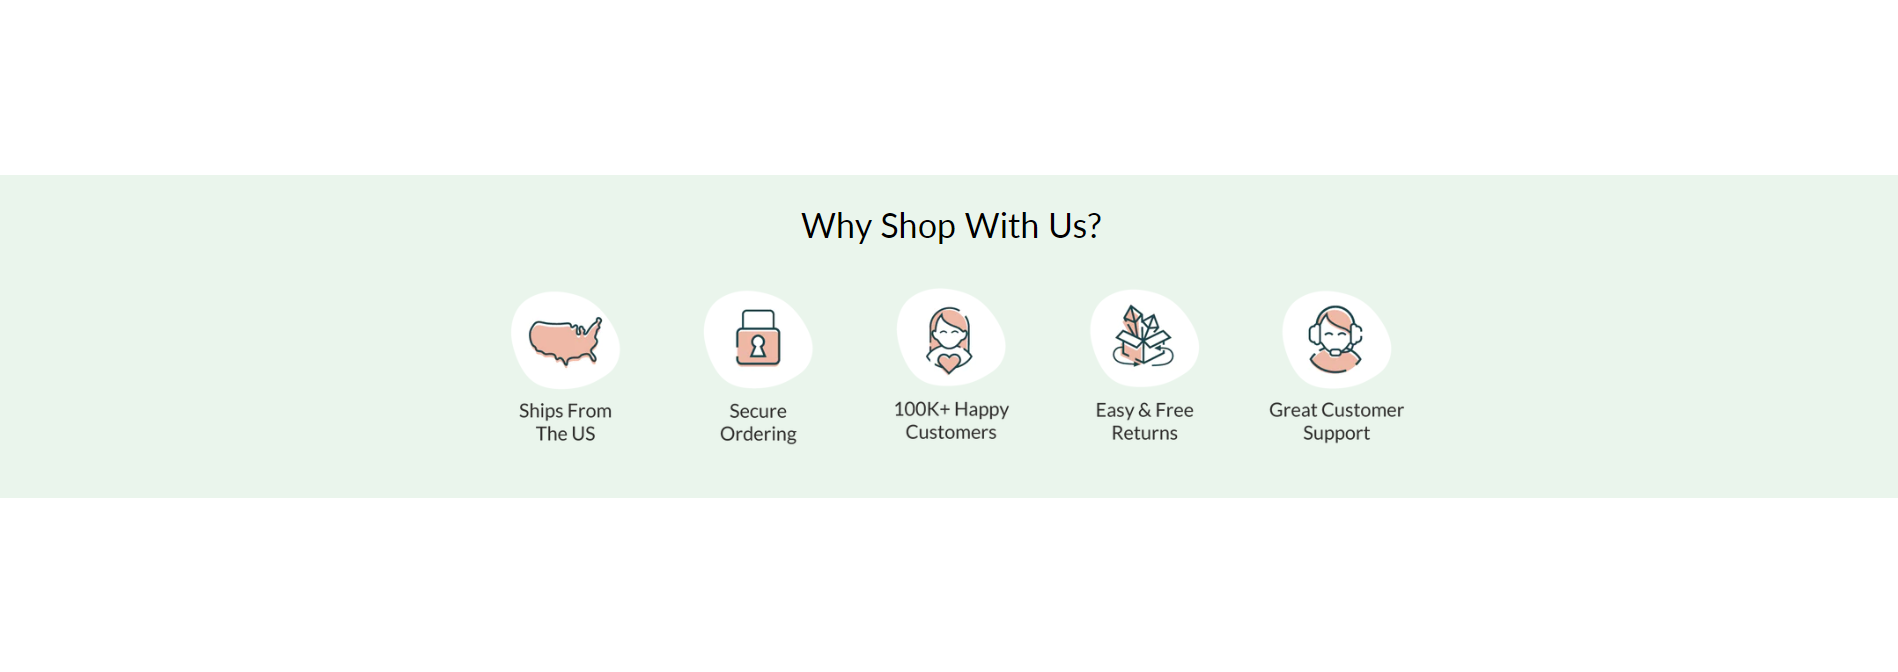 Why Shop With Us?
Ships From
The US
Secure
Ordering
100K+ Happy
Customers
Easy & Free
Returns
Great Customer
Support